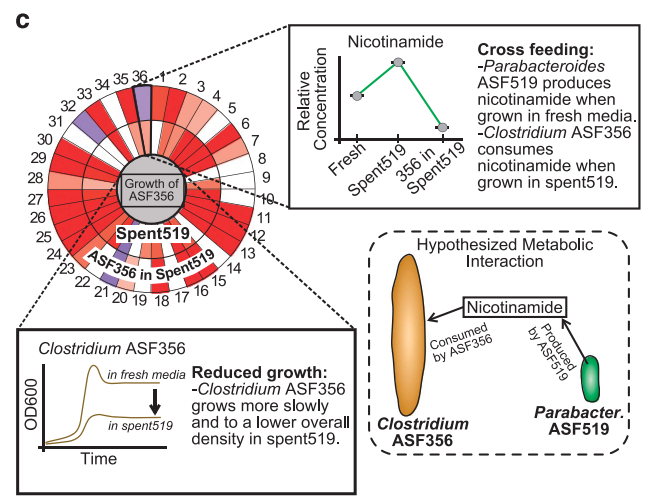 c
36
1
2
3
4
5
6
7
8
9
10
11
12
13
14
15
16
17
18
19
20
21
22
23
24
25
26
27
28
29
30
31
32
33
34
35
Growth of
ASF356
Spent519
ASF356 in Spent519
Nicotinamide
Relative
Concentration
Fresh
Spent519
356 in
Spent519
Cross feeding:
-Parabacteroides
ASF519 produces
nicotinamide when
grown in fresh media.
-Clostridium ASF356
consumes
nicotinamide when
grown in spent519.
Hypothesized Metabolic
Interaction
Nicotinamide
Consumed
by ASF356
Produced
by ASF519
Clostridium
ASF356
Parabacter.
ASF519
Clostridium ASF356
in fresh media
in spent519
OD600
Time
Reduced growth:
-Clostridium ASF356
grows more slowly
and to a lower overall
density in spent519.